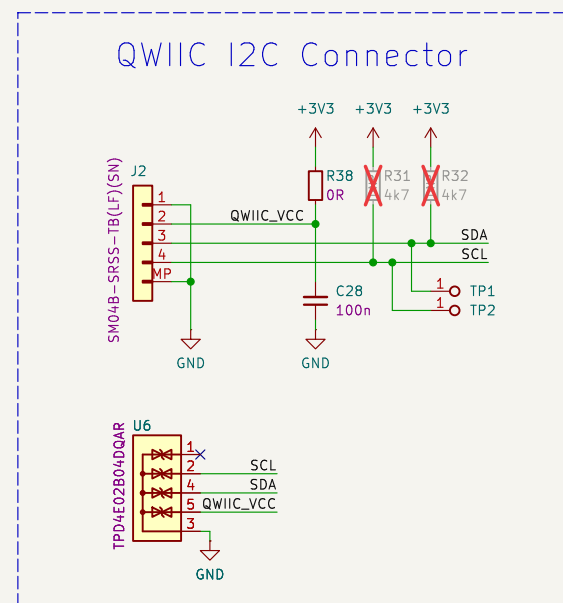 QWIIC I2C Connector
+3V3 +3V3 +3V3
J2
R38
0R
R31
4k7
R32
4k7
SM04B-SRSS-TB(LF)(SN)
1
2
3
4
MP
QWIIC_VCC
SDA
SCL
1 TP1
1 TP2
C28
100n
GND
GND
U6
TPD4E02B04DQAR
1
2 SCL
4 SDA
5 QWIIC_VCC
3
GND